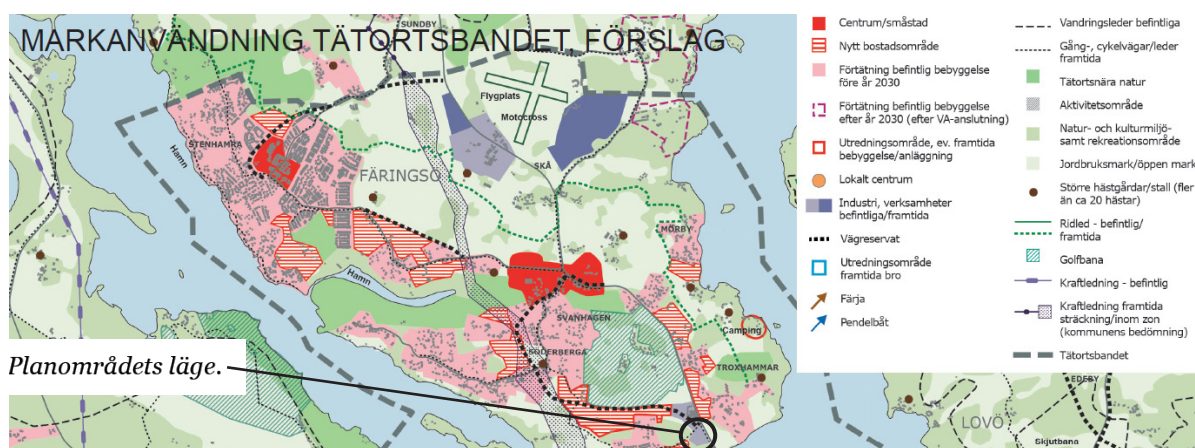 MARKANVÄNDNING TÄTORTSBANDET, FÖRSLAG
SUNDBY
Flygplats
Motocross
STENHAMRA
Hamn
FÄRINGSÖ
SKÅ
MÖRBY
Hamn
SVANHAGEN
Camping
SÖDERBERGA
TROXHAMMAR
Planområdets läge.
EDEBY
LOVÖ
Skjutbana
Centrum/småstad
Nytt bostadsområde
Förtätning befintlig bebyggelse
före år 2030
Förtätning befintlig bebyggelse
efter år 2030 (efter VA-anslutning)
Utredningsområde, ev. framtida
bebyggelse/anläggning
Lokalt centrum
Industri, verksamheter
befintliga/framtida
Vägreservat
Utredningsområde
framtida bro
Färja
Pendelbåt
Vandringsleder befintliga
Gång-, cykelvägar/leder
framtida
Tätortsnära natur
Aktivitetsområde
Natur- och kulturmiljö-
samt rekreationsområde
Jordbruksmark/öppen mark
Större hästgårdar/stall (fler
än ca 20 hästar)
Ridled - befintlig/
framtida
Golfbana
Kraftledning - befintlig
Kraftledning framtida
sträckning/inom zon
(kommunens bedömning)
Tätortsbandet